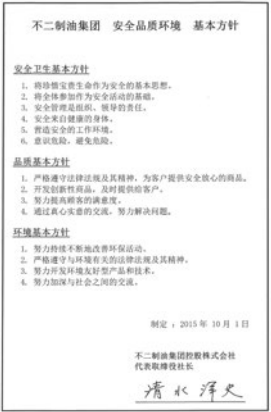 不二制油集团 安全品质环境 基本方针
安全卫生基本方针
1. 将珍惜宝贵生命作为安全的基本思想。
2. 将全体参加作为安全活动的基础。
3. 安全管理是组织、领导的责任。
4. 安全来自健康的身体。
5. 营造安全的工作环境。
6. 意识危险，避免危险。
品质基本方针
1. 严格遵守法律法规及其精神，为客户提供安全放心的商品。
2. 开发创新性商品，及时提供给客户。
3. 努力提高顾客的满意度。
4. 通过真心实意的交流，努力解决问题。
环境基本方针
1. 努力持续不断地改善环保活动。
2. 严格遵守与环境有关的法律法规及其精神。
3. 努力开发环境友好型产品和技术。
4. 努力加深与社会之间的交流。
制定：2015年10月1日
不二制油集团控股株式会社
代表取缔役社长
清水洋史